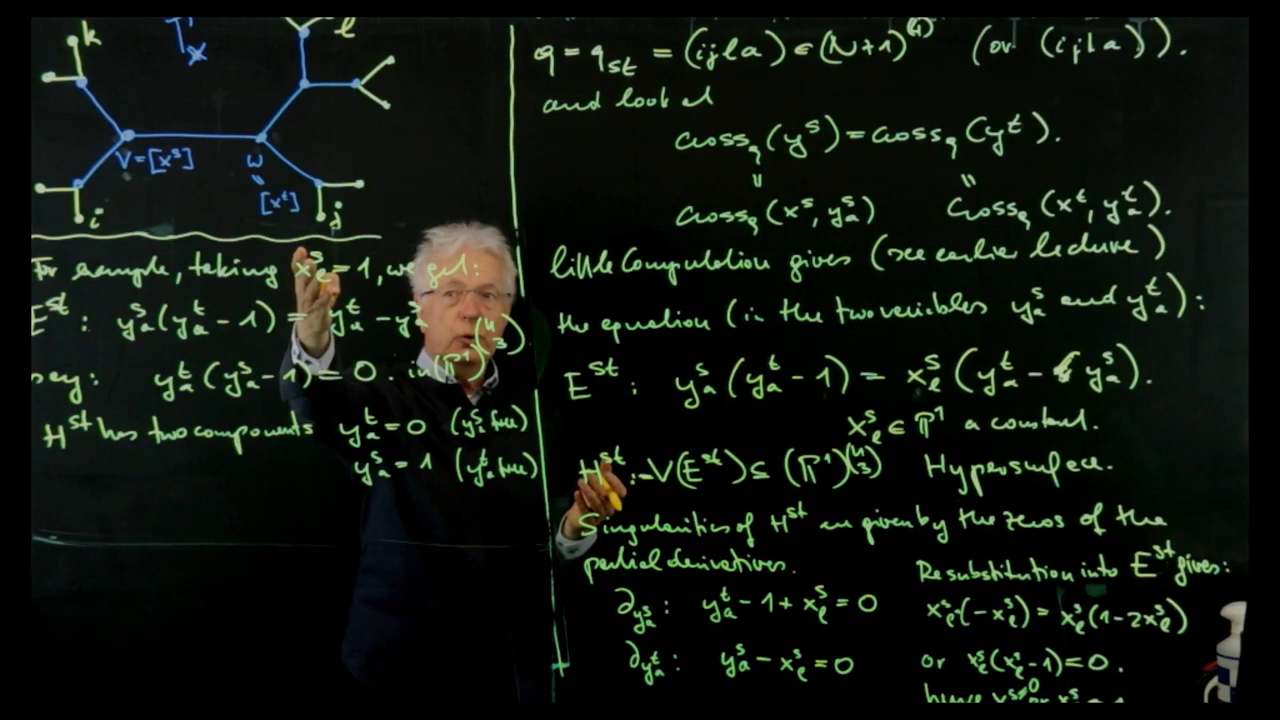 k
T_x
l
V=[x^s]
w
"
[x^t]
i
j
For example, taking x^s_l = 1, we get:
E^{st}: y^s_a (y^t_a - 1) = y^t_a - y^s_a
y^t_a (y^s_a - 1) = 0. in (P^1)^{(n 3)}
H^{st} has two components y^t_a = 0 (y^s_a free)
y^s_a = 1 (y^t_a free)
q = q_{st} = (ijla) ∈ (N+1)^{(4)} (or (ijla)).
and look at
cross_q (y^s) = cross_q (y^t).
" "
cross_q (x^s, y^s_a) cross_q (x^t, y^t_a).
little computation gives (see earlier lecture)
the equation (in the two variables y^s_a and y^t_a):
E^{st}: y^s_a (y^t_a - 1) = x^s_l (y^t_a - y^s_a).
x^s_l ∈ P^1 a constant.
H^{st} := V(E^{st}) ⊆ (P^1)^{(n 3)} Hypersurface.
Singularities of H^{st} are given by the zeros of the
partial derivatives.
∂_{y^s_a}: y^t_a - 1 + x^s_l = 0
∂_{y^t_a}: y^s_a - x^s_l = 0
Resubstitution into E^{st} gives:
x^s_l (-x^s_l) = x^s_l (1 - 2x^s_l)
or x^s_l (x^s_l - 1) = 0.
hence